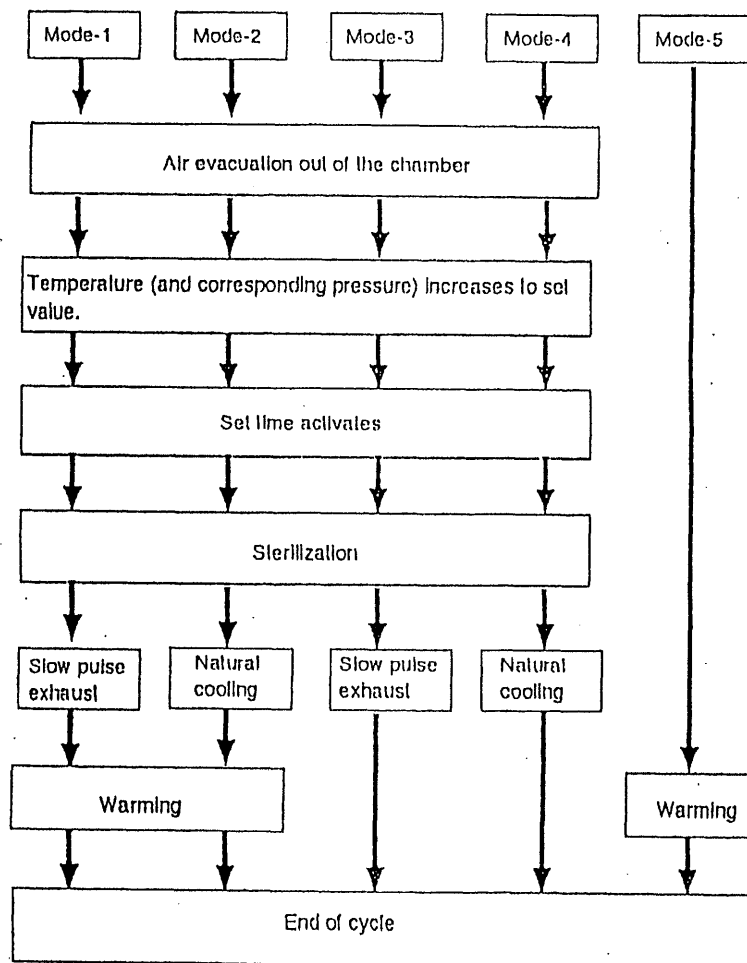 Mode-1
Mode-2
Mode-3
Mode-4
Mode-5
Air evacuation out of the chamber
Temperature (and corresponding pressure) increases to set
value.
Set time activates
Sterilization
Slow pulse
exhaust
Natural
cooling
Slow pulse
exhaust
Natural
cooling
Warming
Warming
End of cycle